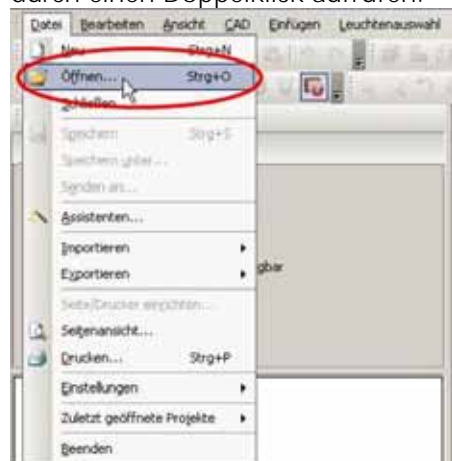 durch einen Doppelklick aufrufen.
Datei Bearbeiten Ansicht CAD Einfügen Leuchtenauswahl
Neu Strg+N
Öffnen... Strg+O
Schließen
Speichern Strg+S
Speichern unter...
Senden an...
Assistenten...
Importieren
Exportieren
gbar
Seite/Drucker einrichten...
Seitenansicht...
Drucken... Strg+P
Einstellungen
Zuletzt geöffnete Projekte
Beenden